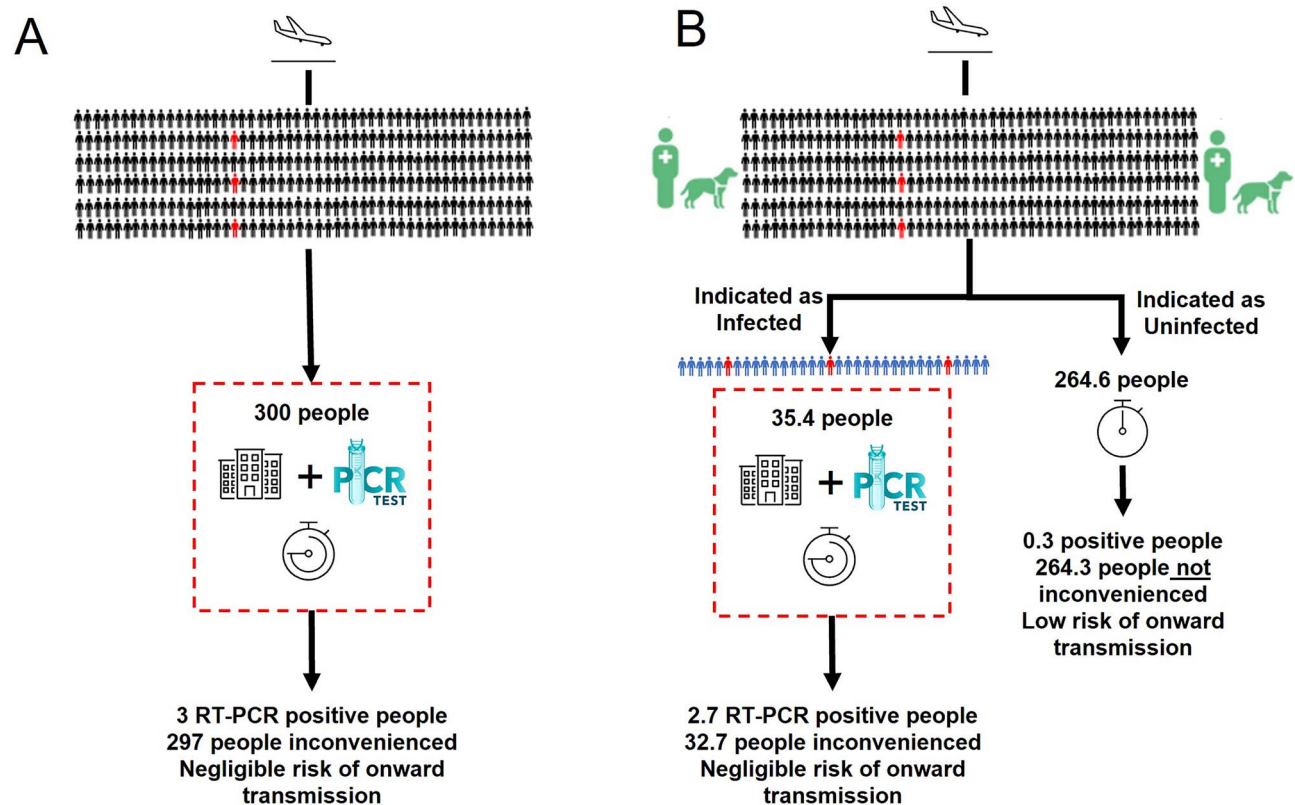 A
300 people
+
PCR
TEST
3 RT-PCR positive people
297 people inconvenienced
Negligible risk of onward
transmission
B
Indicated as
Infected
Indicated as
Uninfected
35.4 people
+
PCR
TEST
2.7 RT-PCR positive people
32.7 people inconvenienced
Negligible risk of onward
transmission
264.6 people
0.3 positive people
264.3 people not
inconvenienced
Low risk of onward
transmission